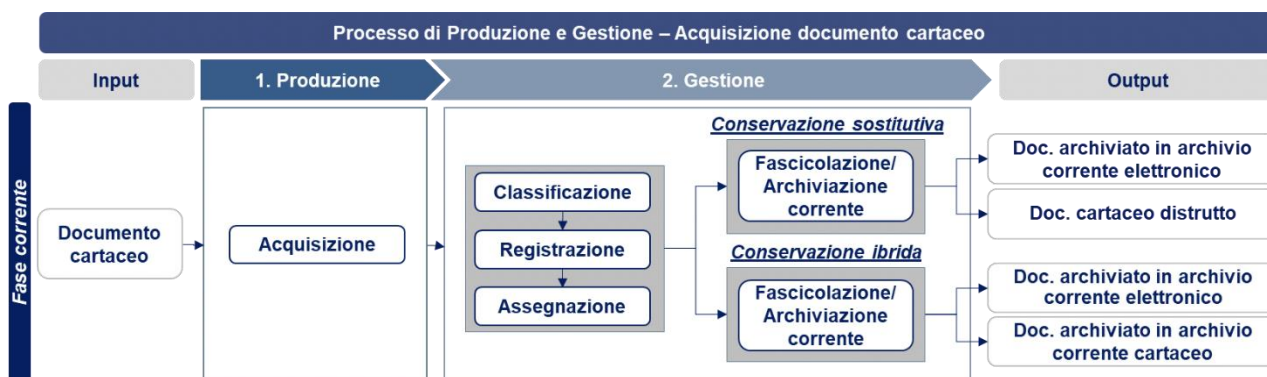 Processo di Produzione e Gestione – Acquisizione documento cartaceo
Input
1. Produzione
2. Gestione
Output
Fase corrente
Documento
cartaceo
Acquisizione
Classificazione
Registrazione
Assegnazione
Conservazione sostitutiva
Fascicolazione/
Archiviazione
corrente
Conservazione ibrida
Fascicolazione/
Archiviazione
corrente
Doc. archiviato in archivio
corrente elettronico
Doc. cartaceo distrutto
Doc. archiviato in archivio
corrente elettronico
Doc. archiviato in archivio
corrente cartaceo